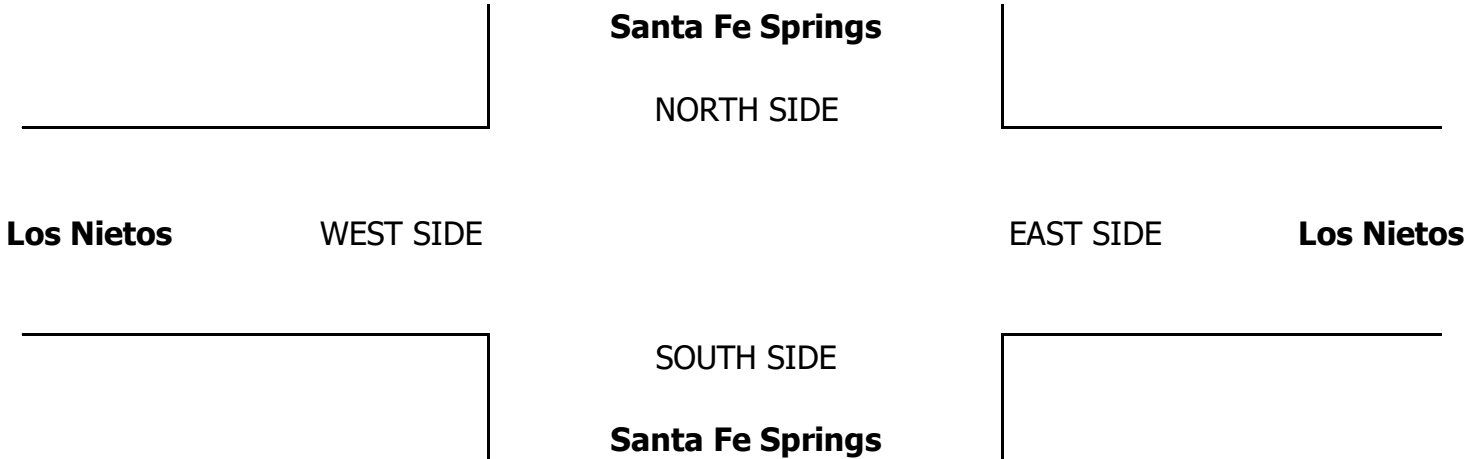 Santa Fe Springs
NORTH SIDE
Los Nietos WEST SIDE EAST SIDE Los Nietos
SOUTH SIDE
Santa Fe Springs